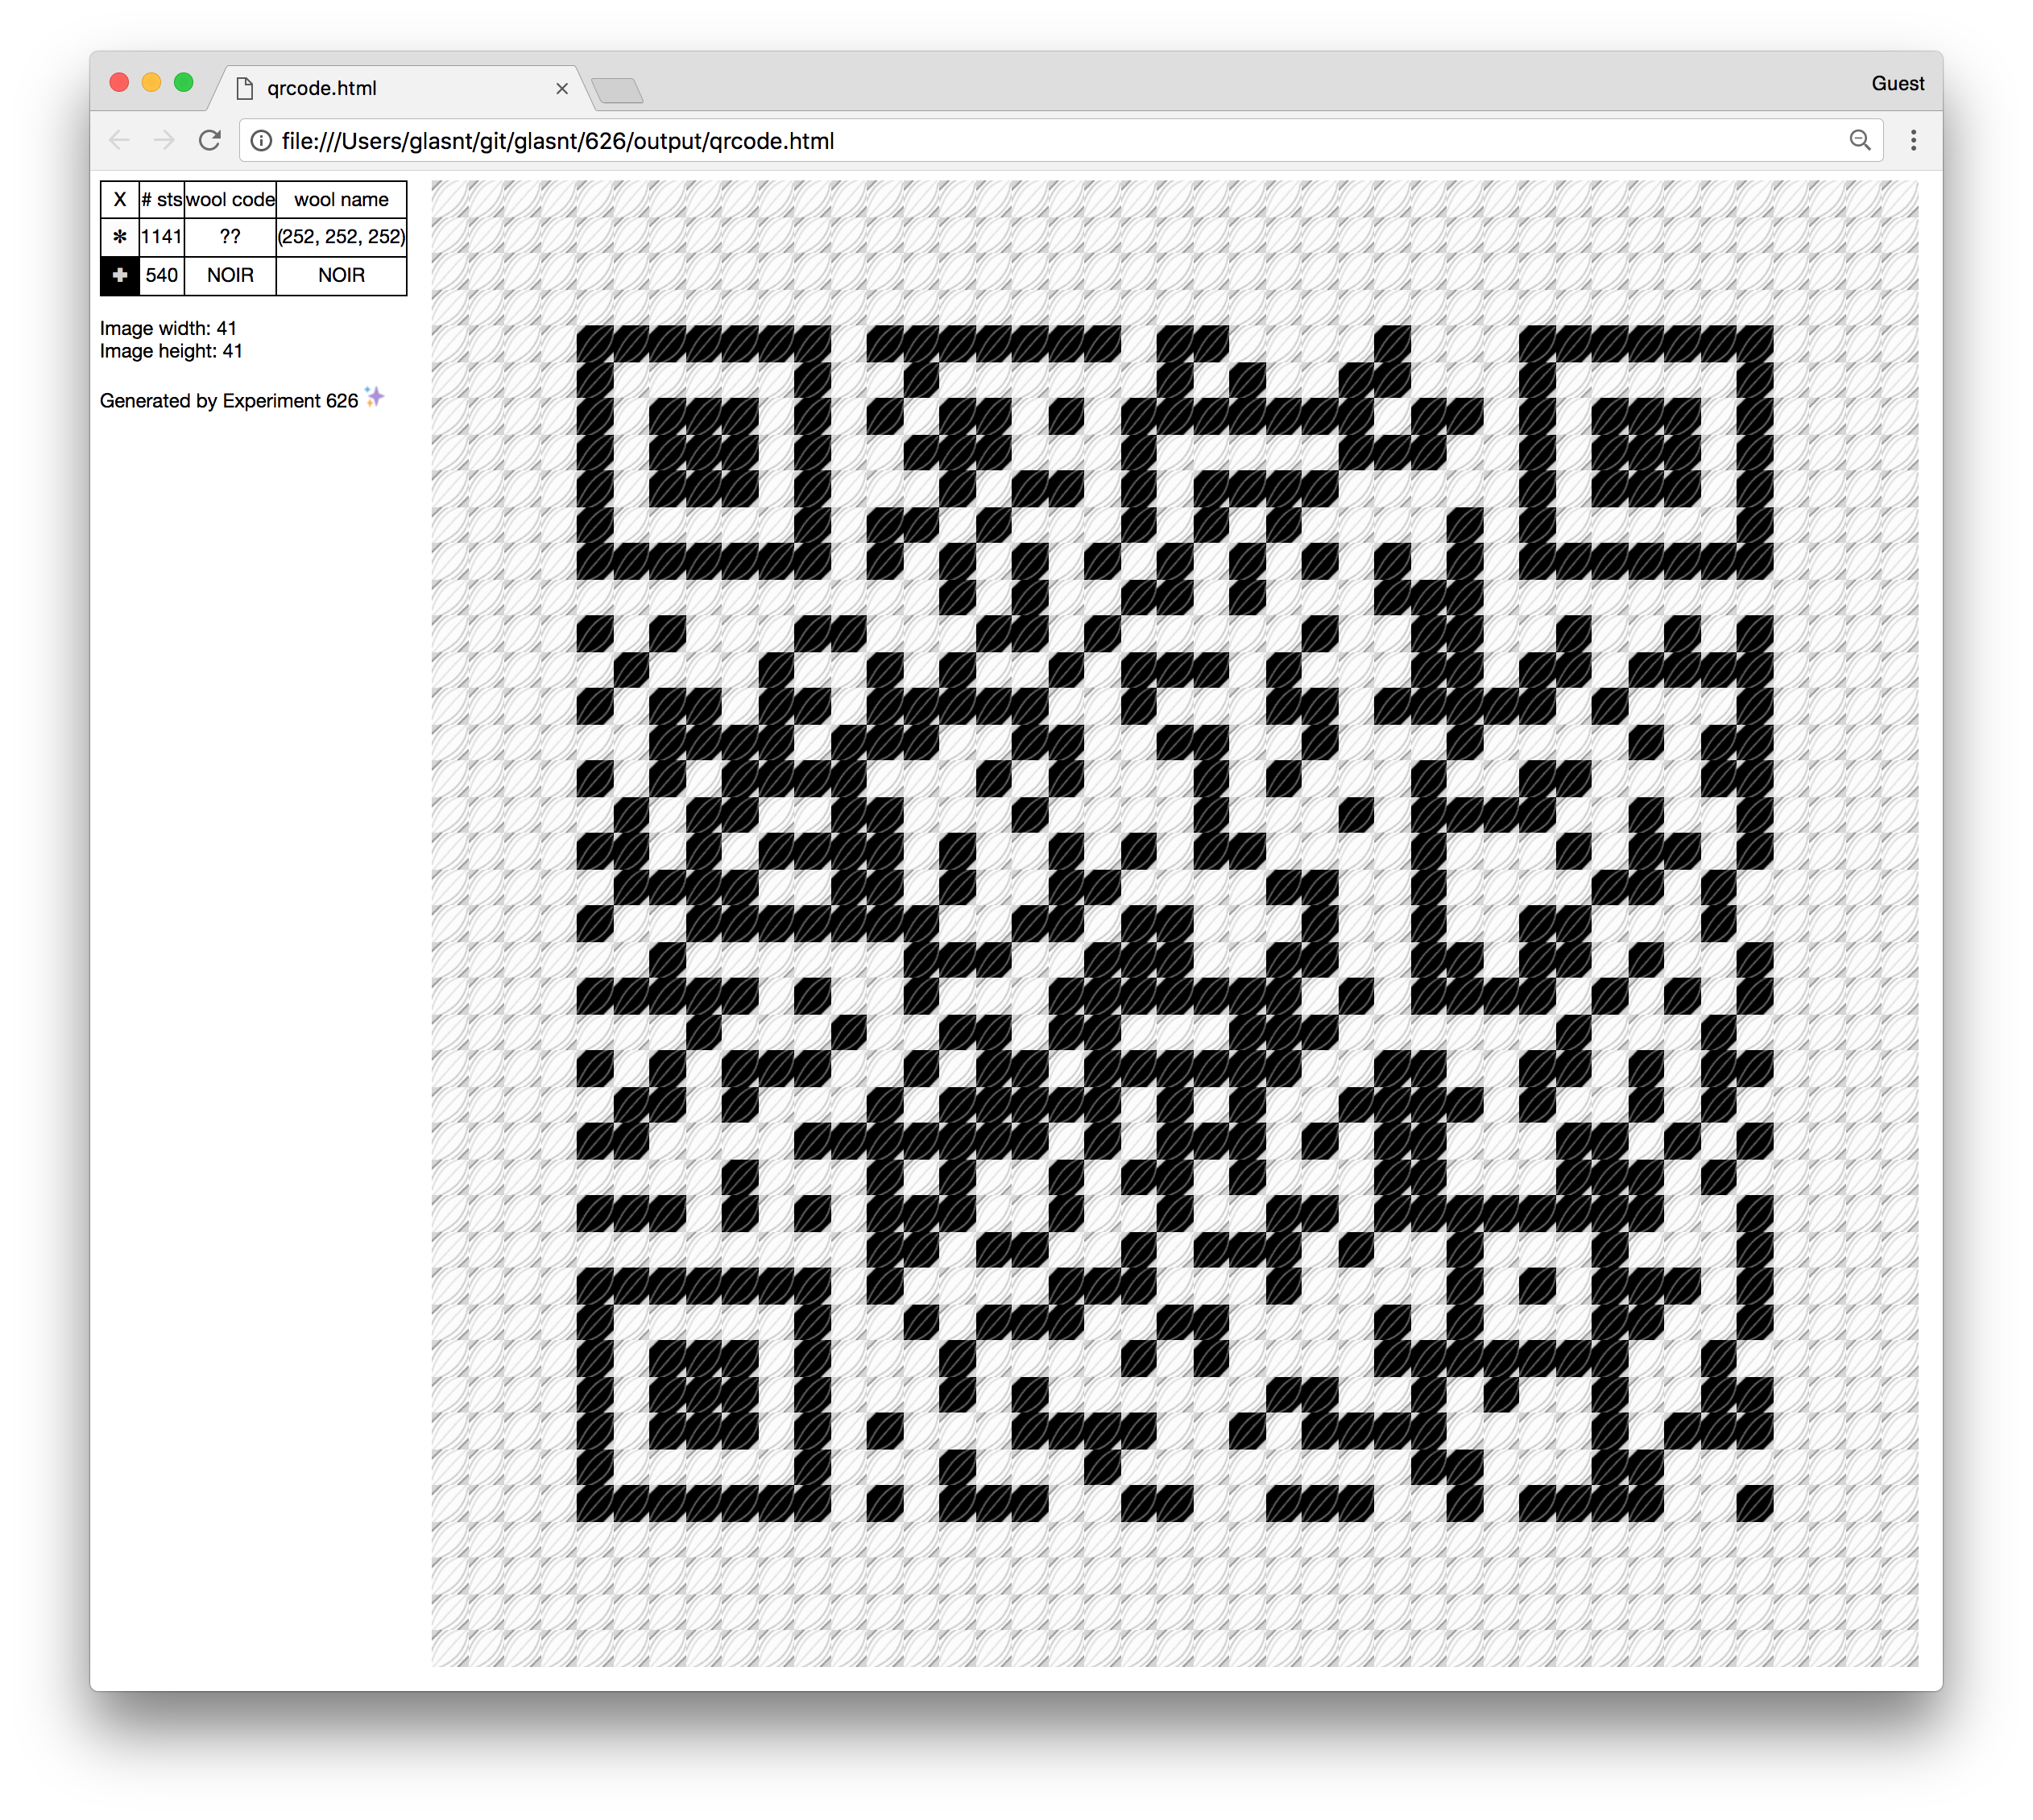 qrcode.html
Guest
file:///Users/glasnt/git/glasnt/626/output/qrcode.html
X # sts wool code wool name
✻ 1141 ?? (252, 252, 252)
✚ 540 NOIR NOIR
Image width: 41
Image height: 41
Generated by Experiment 626 ✨